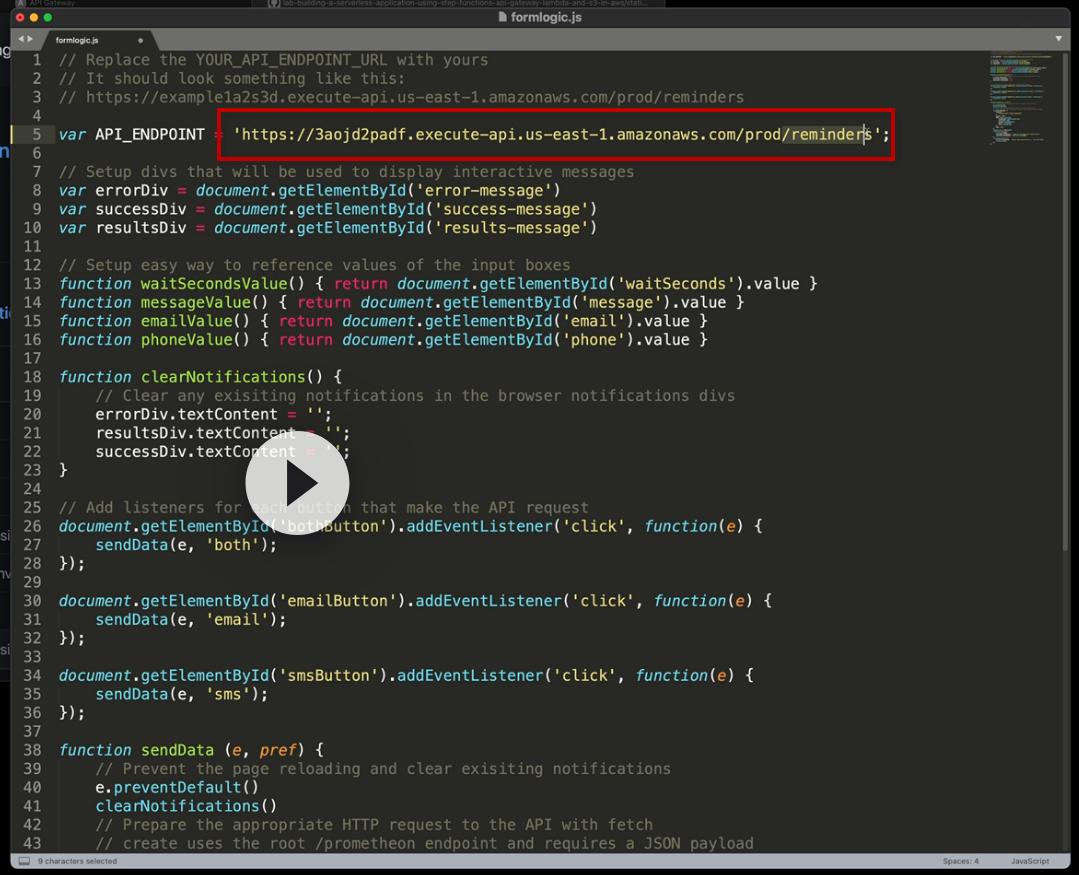 API Gateway
lab-building-a-serverless-application-using-step-functions-api-gateway-lambda-and-s3-in-aws/stati...
formlogic.js
formlogic.js
1 // Replace the YOUR_API_ENDPOINT_URL with yours
2 // It should look something like this:
3 // https://example1a2s3d.execute-api.us-east-1.amazonaws.com/prod/reminders
4
5 var API_ENDPOINT = 'https://3aojd2padf.execute-api.us-east-1.amazonaws.com/prod/reminders';
6
7 // Setup divs that will be used to display interactive messages
8 var errorDiv = document.getElementById('error-message')
9 var successDiv = document.getElementById('success-message')
10 var resultsDiv = document.getElementById('results-message')
11
12 // Setup easy way to reference values of the input boxes
13 function waitSecondsValue() { return document.getElementById('waitSeconds').value }
14 function messageValue() { return document.getElementById('message').value }
15 function emailValue() { return document.getElementById('email').value }
16 function phoneValue() { return document.getElementById('phone').value }
17
18 function clearNotifications() {
19 // Clear any exisiting notifications in the browser notifications divs
20 errorDiv.textContent = '';
21 resultsDiv.textContent = '';
22 successDiv.textContent = '';
23 }
24
25 // Add listeners for each button that make the API request
26 document.getElementById('bothButton').addEventListener('click', function(e) {
27 sendData(e, 'both');
28 });
29
30 document.getElementById('emailButton').addEventListener('click', function(e) {
31 sendData(e, 'email');
32 });
33
34 document.getElementById('smsButton').addEventListener('click', function(e) {
35 sendData(e, 'sms');
36 });
37
38 function sendData (e, pref) {
39 // Prevent the page reloading and clear exisiting notifications
40 e.preventDefault()
41 clearNotifications()
42 // Prepare the appropriate HTTP request to the API with fetch
43 // create uses the root /prometheon endpoint and requires a JSON payload
9 characters selected
Spaces: 4
JavaScript